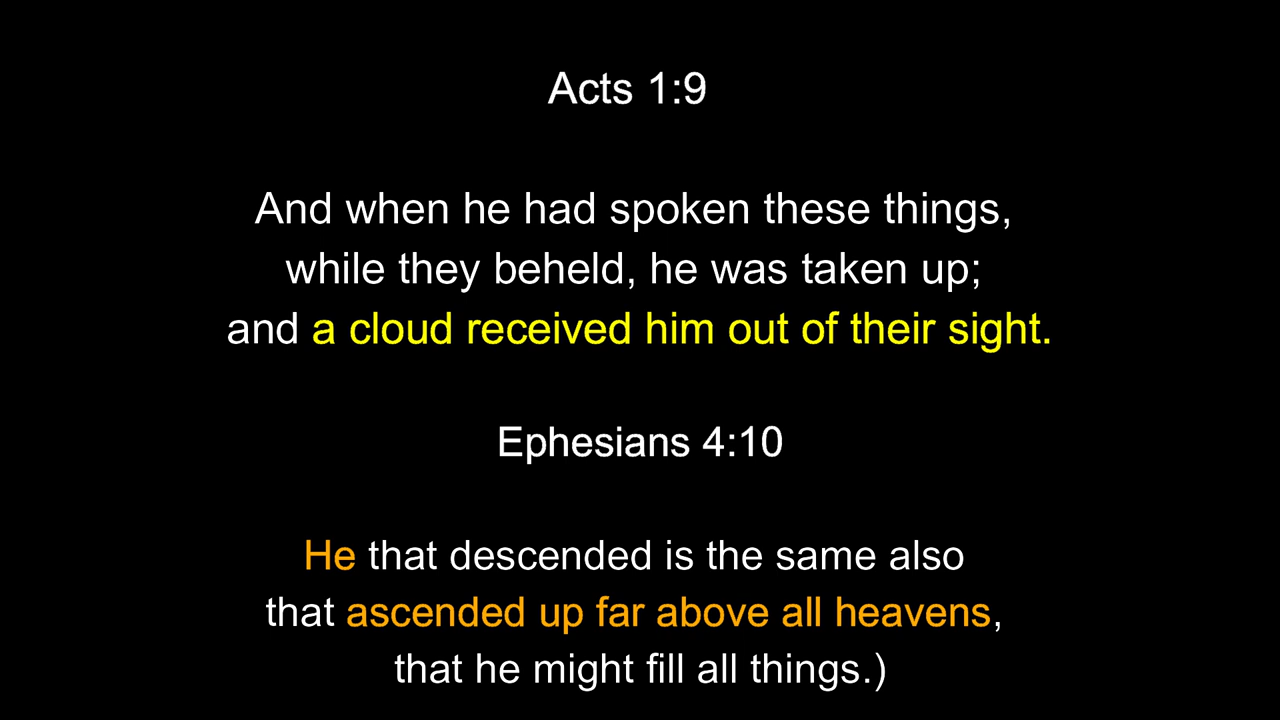 Acts 1:9
And when he had spoken these things,
while they beheld, he was taken up;
and a cloud received him out of their sight.
Ephesians 4:10
He that descended is the same also
that ascended up far above all heavens,
that he might fill all things.)